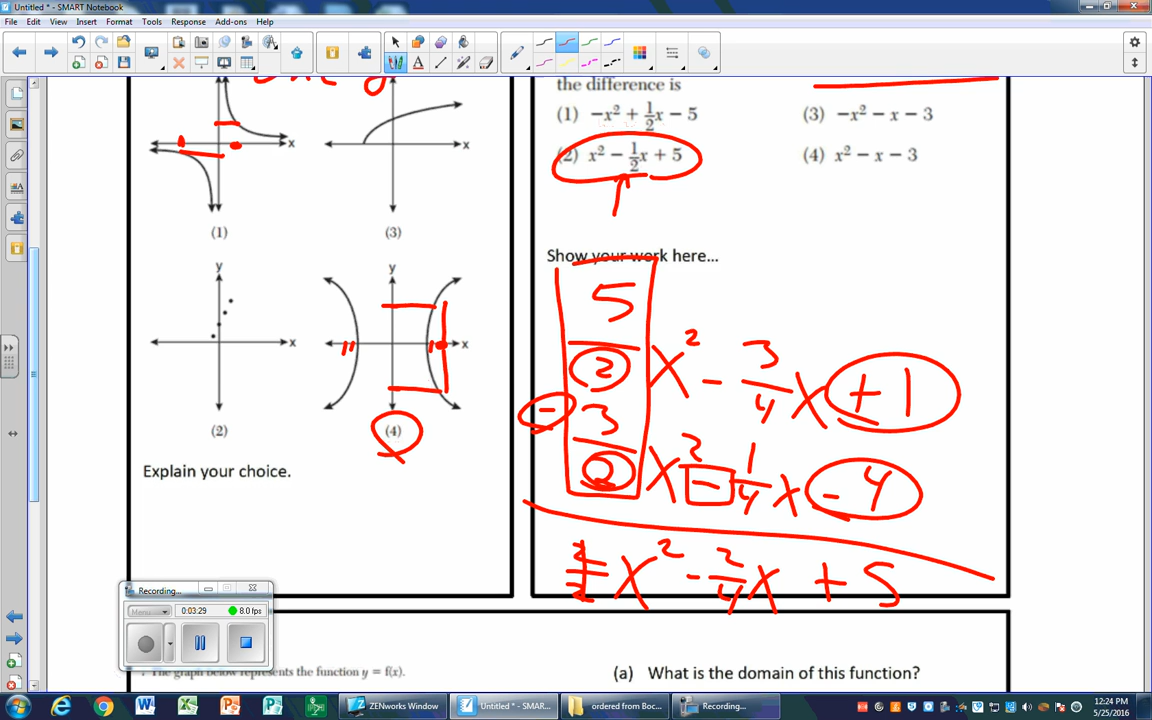 Untitled * - SMART Notebook
File Edit View Insert Format Tools Response Add-ons Help
the difference is
(1) −x² + 1/2x − 5
(3) −x² − x − 3
(2) x² − 1/2x + 5
(4) x² − x − 3
x
x
(1)
(3)
Show your work here...
y
y
x
x
(2)
(4)
5/2 x² − 3/4 x + 1
− 3/2 x² − 1/4 x − 4
x² − 2/4 x + 5
Explain your choice.
Recording...
Menu
0:03:29
8.0 fps
The graph below represents the function y = f(x).
(a) What is the domain of this function?
ZENworks Window
Untitled * - SMAR...
ordered from Boc...
Recording...
12:24 PM
5/25/2016